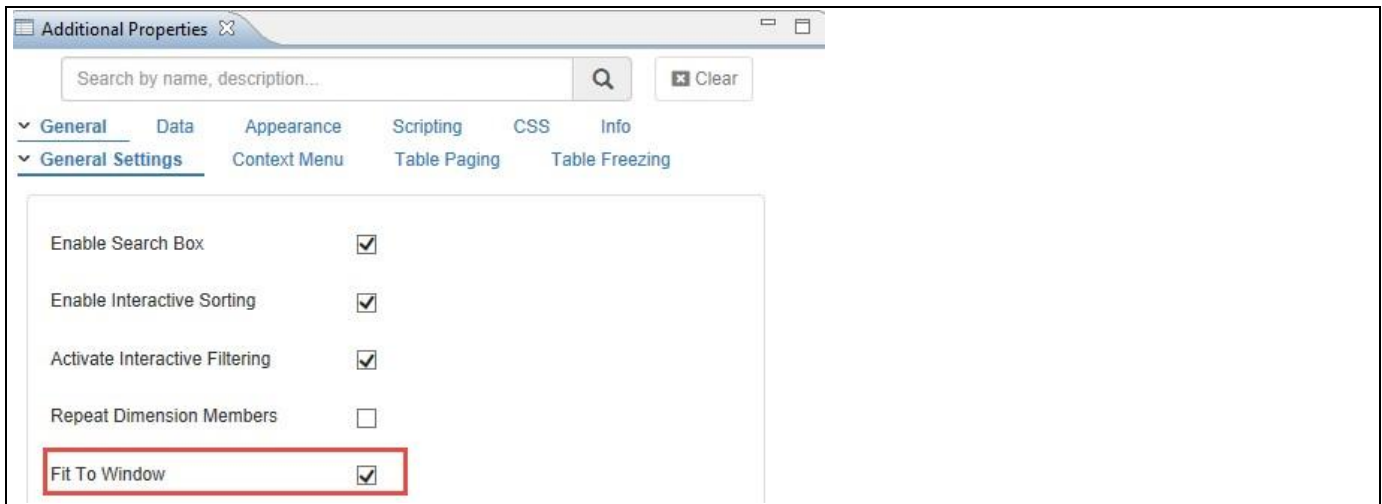 Additional Properties
Search by name, description...
Clear
General Data Appearance Scripting CSS Info
General Settings Context Menu Table Paging Table Freezing
Enable Search Box
Enable Interactive Sorting
Activate Interactive Filtering
Repeat Dimension Members
Fit To Window